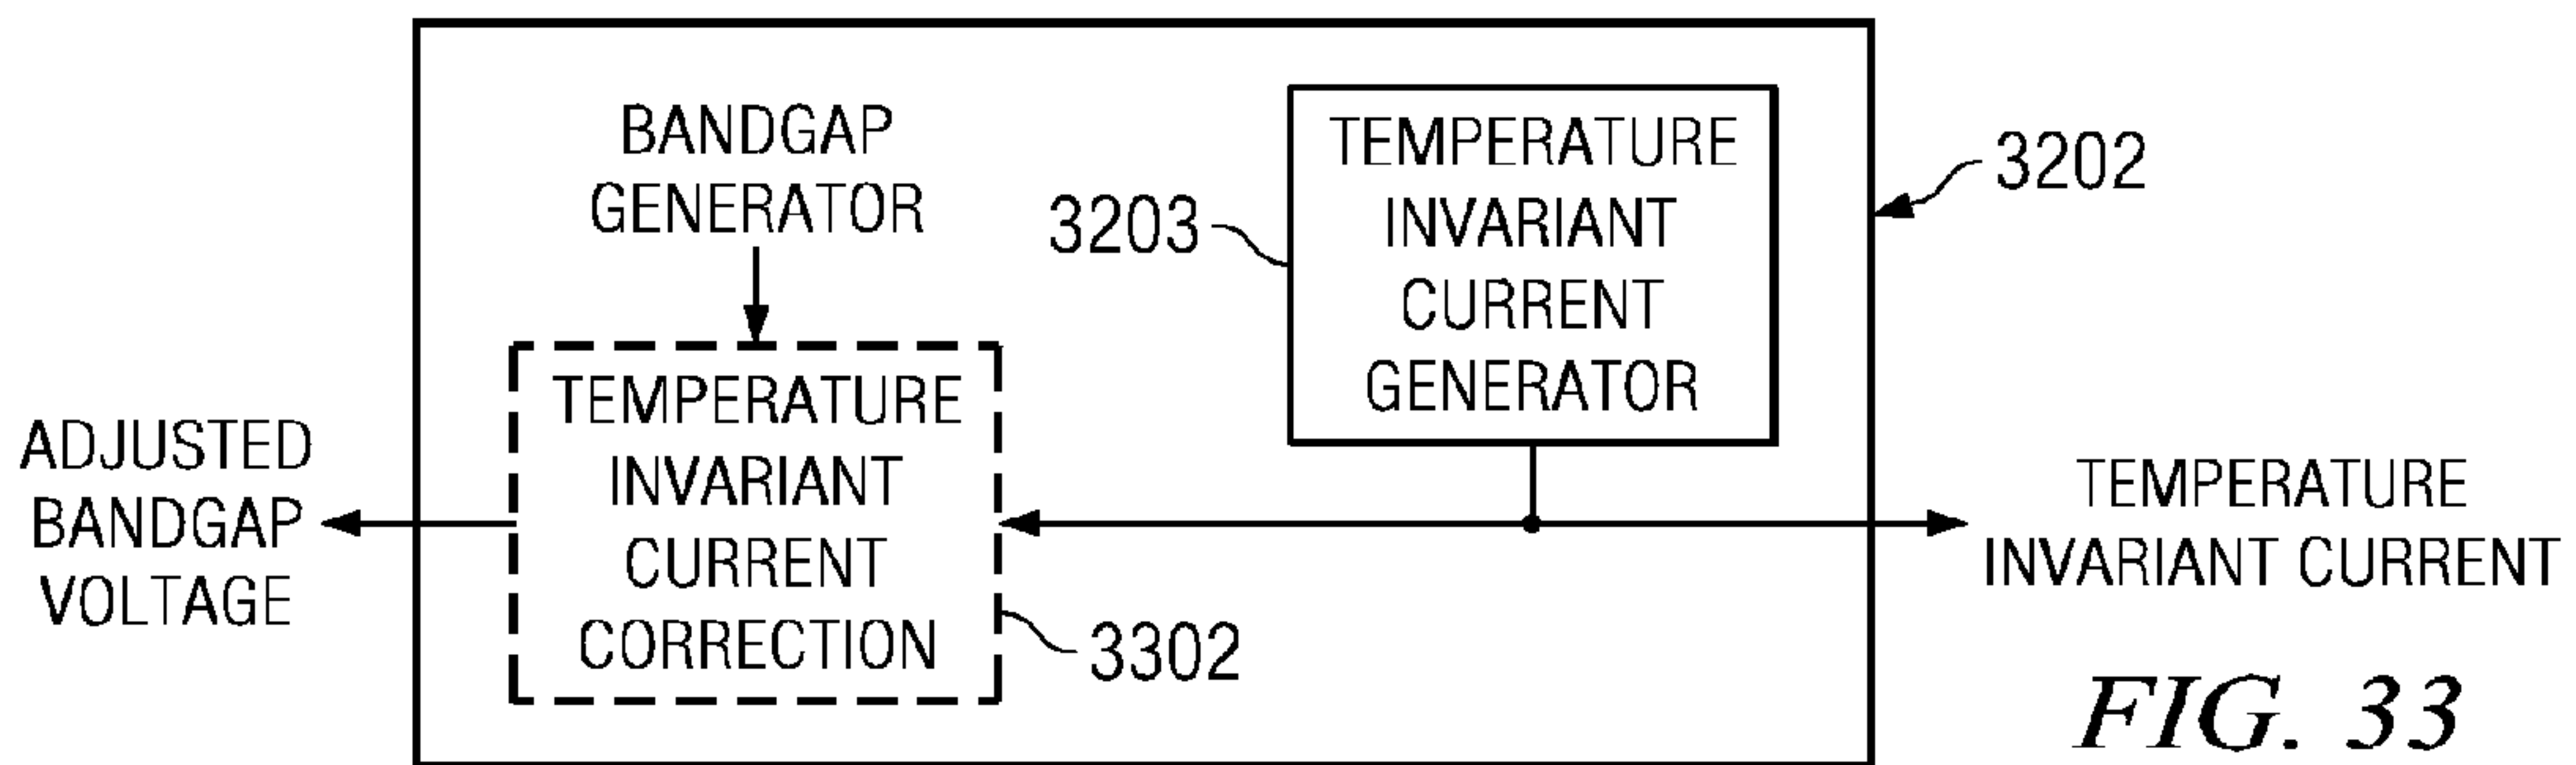 BANDGAP
GENERATOR
TEMPERATURE
INVARIANT
CURRENT
GENERATOR
3203
3202
TEMPERATURE
INVARIANT
CURRENT
CORRECTION
3302
ADJUSTED
BANDGAP
VOLTAGE
TEMPERATURE
INVARIANT CURRENT
FIG. 33